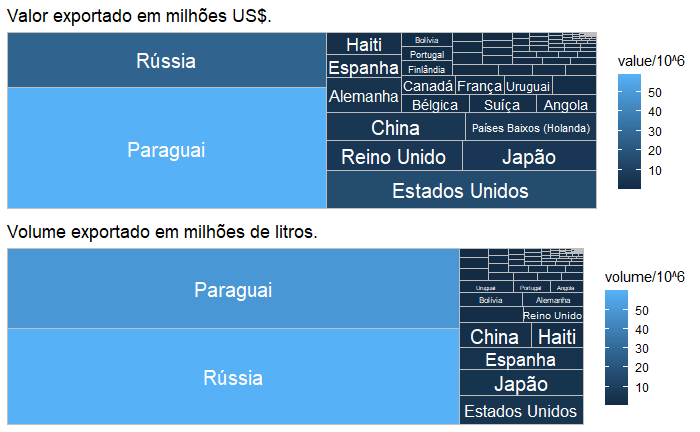 Valor exportado em milhões US$.
Rússia
Paraguai
Haiti
Espanha
Alemanha
Bolívia
Portugal
Finlândia
Canadá
França
Uruguai
Bélgica
Suíça
Angola
China
Países Baixos (Holanda)
Reino Unido
Japão
Estados Unidos
value/10^6
50
40
30
20
10
Volume exportado em milhões de litros.
Paraguai
Rússia
Uruguai
Portugal
Angola
Bolívia
Alemanha
Reino Unido
China
Haiti
Espanha
Japão
Estados Unidos
volume/10^6
50
40
30
20
10